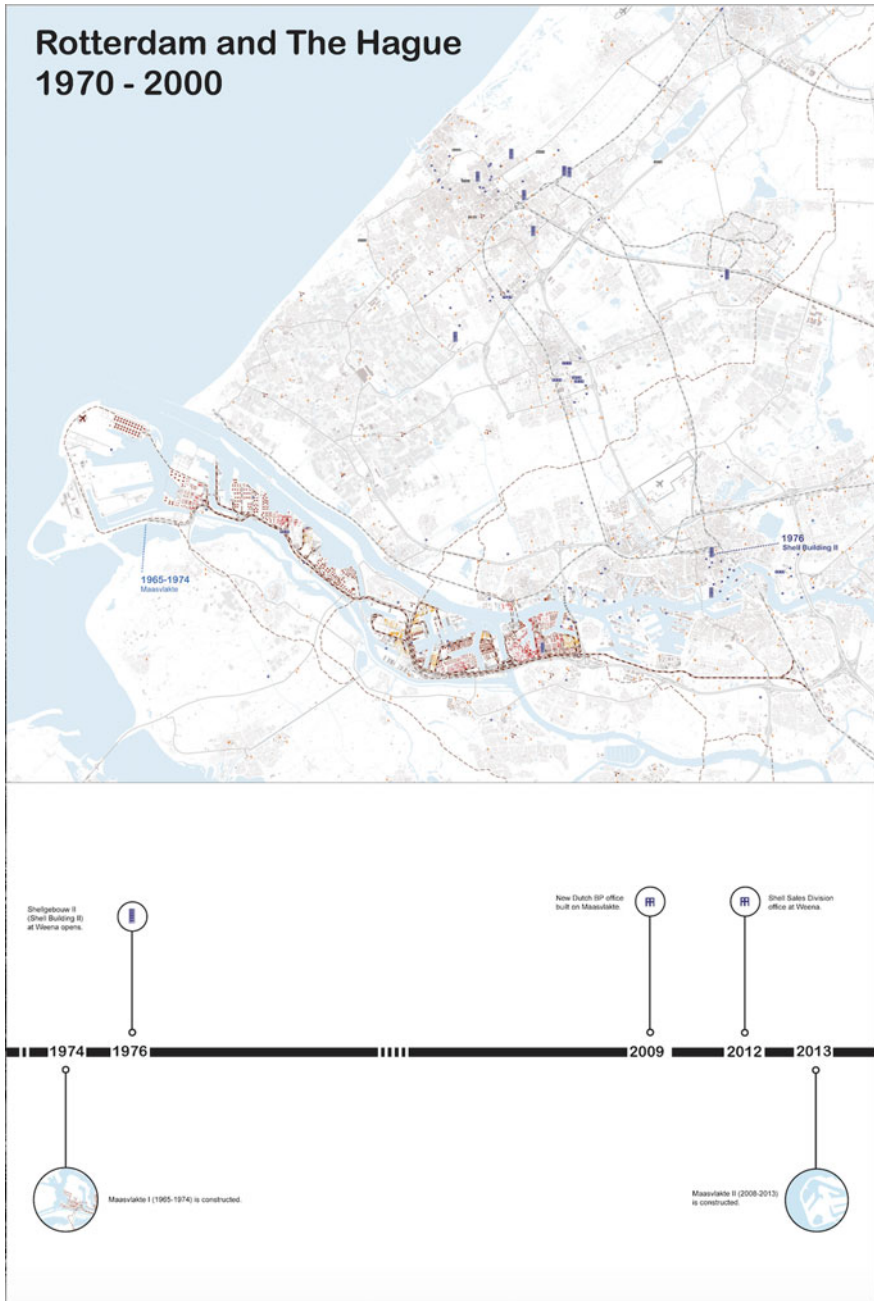 Rotterdam and The Hague
1970 - 2000
1976
Shell Building II
1965-1974
Maasvlakte
Shellgebouw II
(Shell Building II)
at Weena opens.
New Dutch BP office
built on Maasvlakte.
Shell Sales Division
office at Weena.
1974
1976
2009
2012
2013
Maasvlakte I (1965-1974) is constructed.
Maasvlakte II (2008-2013)
is constructed.